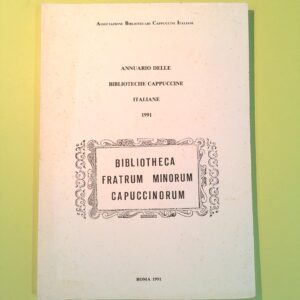 Associazione Bibliotecari Cappuccini Italiani
ANNUARIO DELLE
BIBLIOTECHE CAPPUCCINE
ITALIANE
1991
BIBLIOTHECA
FRATRUM MINORUM
CAPUCCINORUM
ROMA 1991